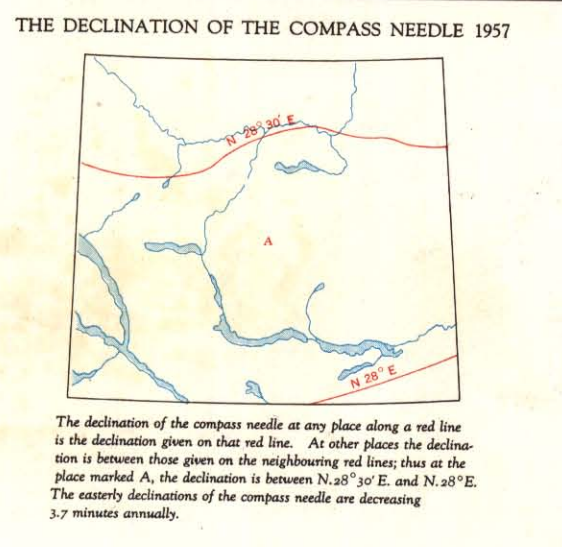 THE DECLINATION OF THE COMPASS NEEDLE 1957
N 28° 30' E
A
N 28° E
The declination of the compass needle at any place along a red line
is the declination given on that red line. At other places the declina-
tion is between those given on the neighbouring red lines; thus at the
place marked A, the declination is between N.28°30'E. and N.28°E.
The easterly declinations of the compass needle are decreasing
3.7 minutes annually.